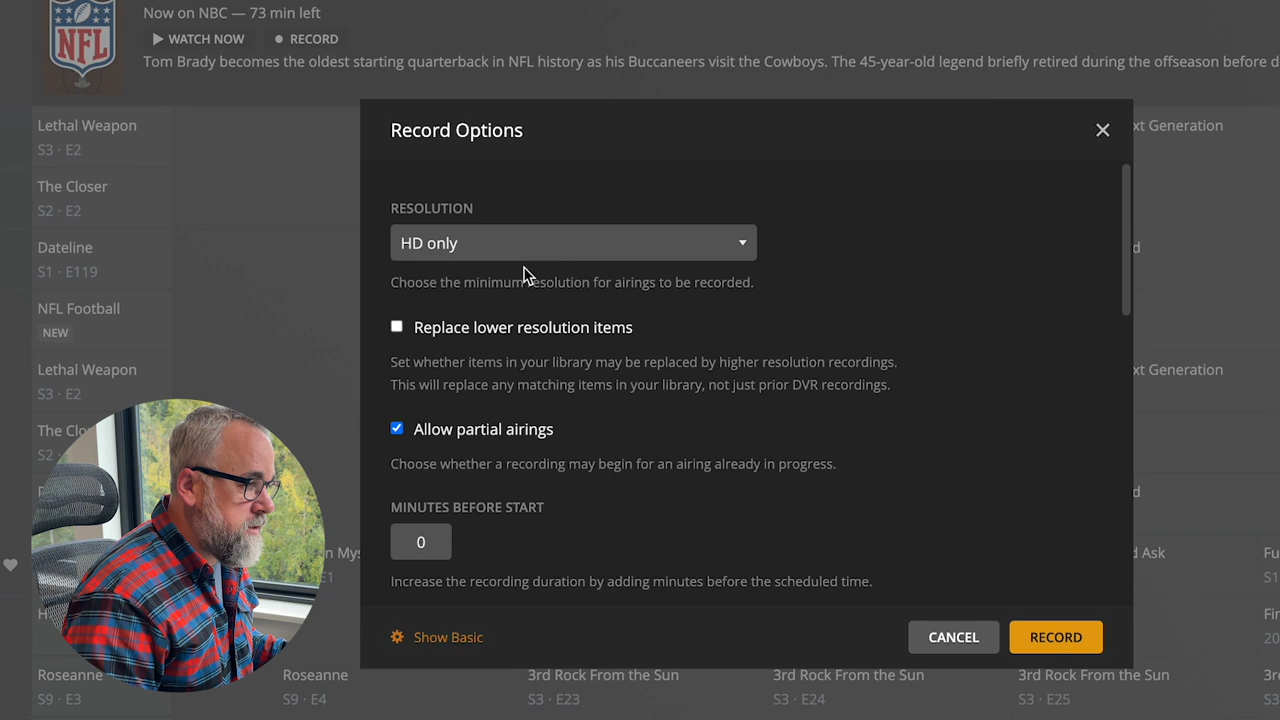 NFL
Now on NBC — 73 min left
WATCH NOW
RECORD
Tom Brady becomes the oldest starting quarterback in NFL history as his Buccaneers visit the Cowboys. The 45-year-old legend briefly retired during the offseason before
Lethal Weapon
S3 · E2
The Closer
S2 · E2
Dateline
S1 · E119
NFL Football
NEW
Lethal Weapon
S3 · E2
The
S2 ·
Record Options
RESOLUTION
HD only
Choose the minimum resolution for airings to be recorded.
Replace lower resolution items
Set whether items in your library may be replaced by higher resolution recordings.
This will replace any matching items in your library, not just prior DVR recordings.
Allow partial airings
Choose whether a recording may begin for an airing already in progress.
MINUTES BEFORE START
0
Increase the recording duration by adding minutes before the scheduled time.
Show Basic
CANCEL
RECORD
Generation
Generation
Ask
Roseanne
S9 · E3
Roseanne
S9 · E4
3rd Rock From the Sun
S3 · E23
3rd Rock From the Sun
S3 · E24
3rd Rock From the Sun
S3 · E25